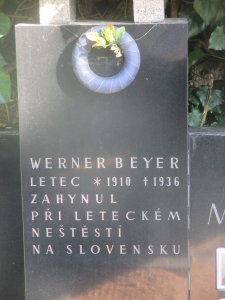 WERNER BEYER
LETEC *1910 †1936
ZAHYNUL
PŘI LETECKÉM
NEŠTĚSTÍ
NA SLOVENSKU